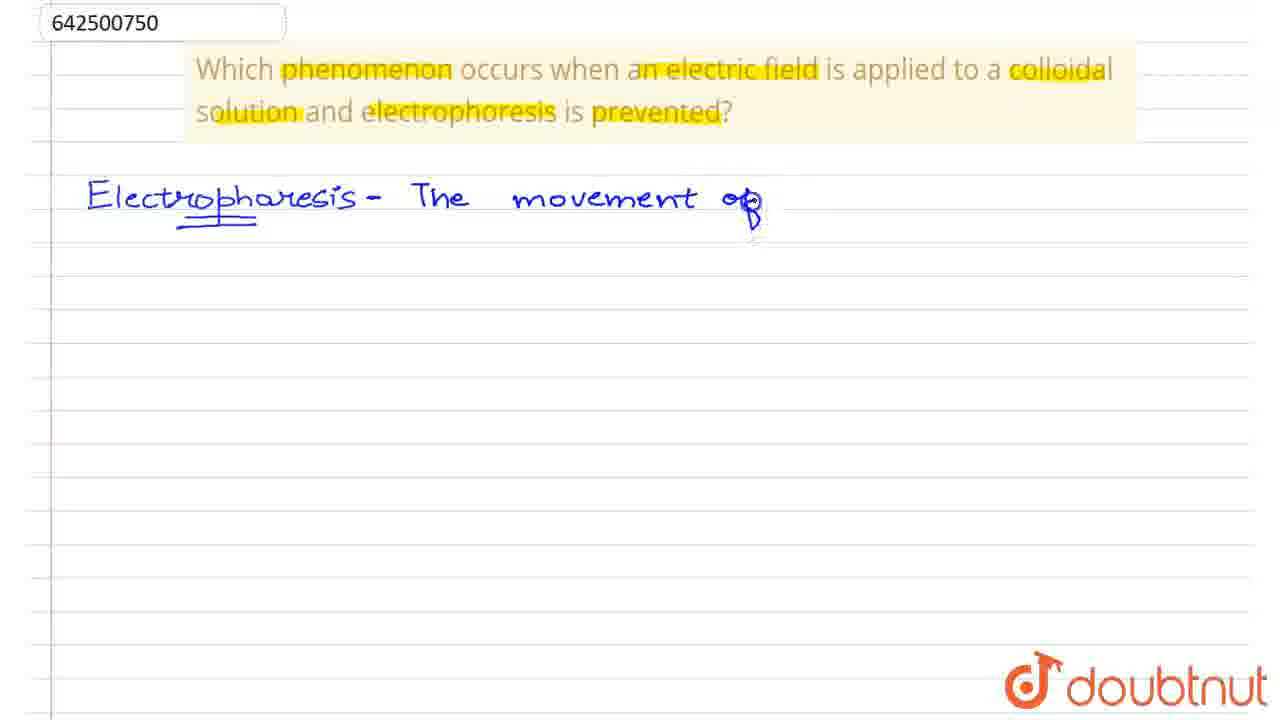 642500750
Which phenomenon occurs when an electric field is applied to a colloidal
solution and electrophoresis is prevented?
Electropharesis - The movement of
doubtnut